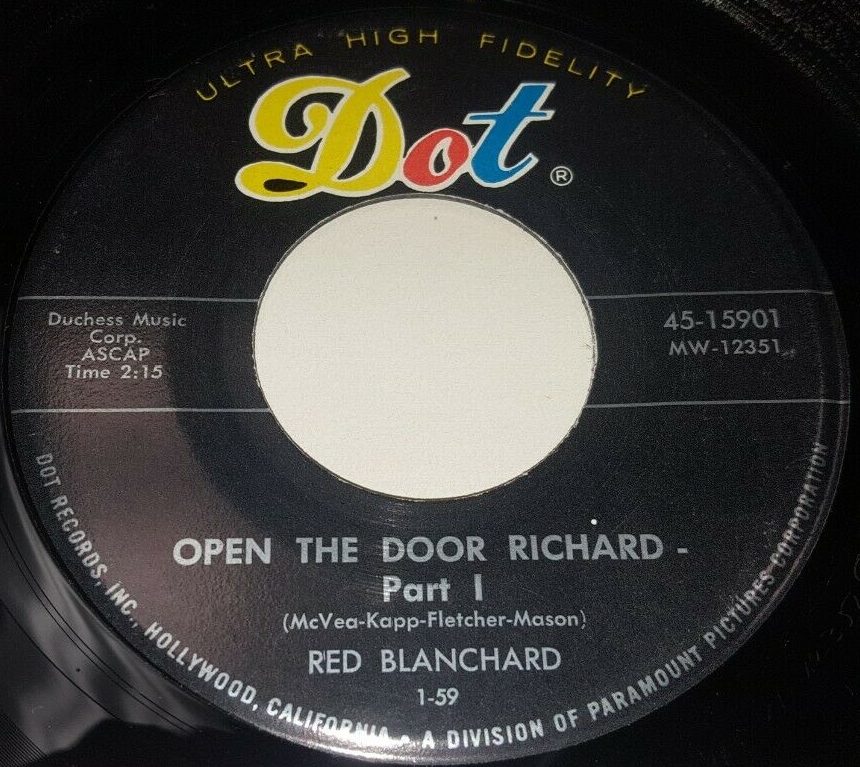 ULTRA HIGH FIDELITY
Dot ®
Duchess Music
Corp.
ASCAP
Time 2:15
45-15901
MW-12351
OPEN THE DOOR RICHARD -
Part I
(McVea-Kapp-Fletcher-Mason)
RED BLANCHARD
1-59
DOT RECORDS, INC., HOLLYWOOD, CALIFORNIA • A DIVISION OF PARAMOUNT PICTURES CORPORATION